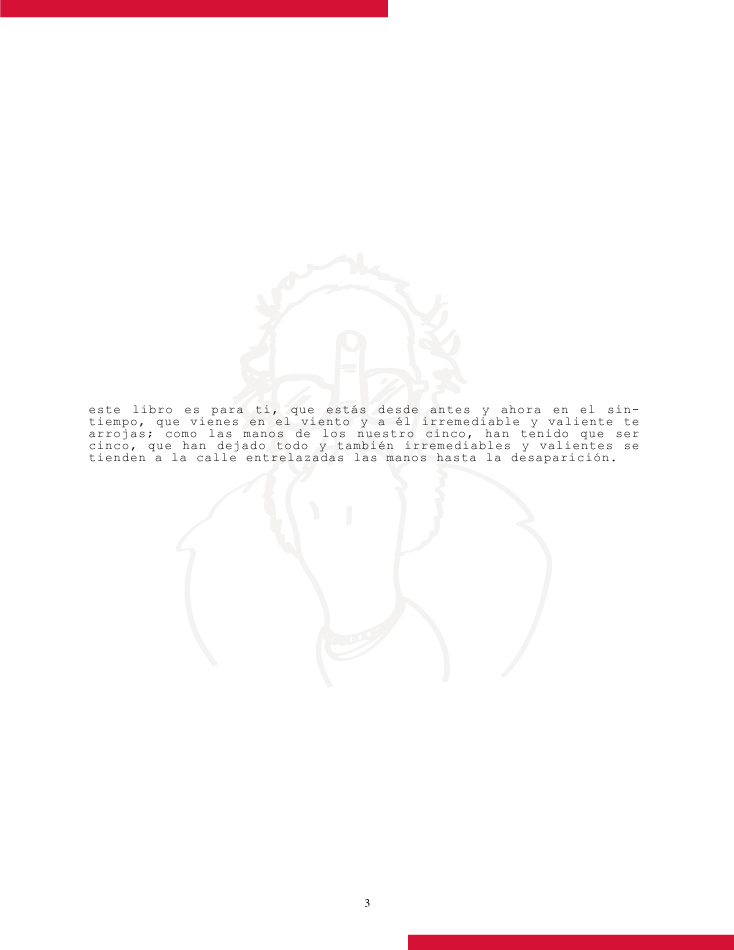 este libro es para ti, que estás desde antes y ahora en el sin-
tiempo, que vienes en el viento y a él irremediable y valiente te
arrojas; como las manos de los nuestro cinco, han tenido que ser
cinco, que han dejado todo y también irremediables y valientes se
tienden a la calle entrelazadas las manos hasta la desaparición.
3